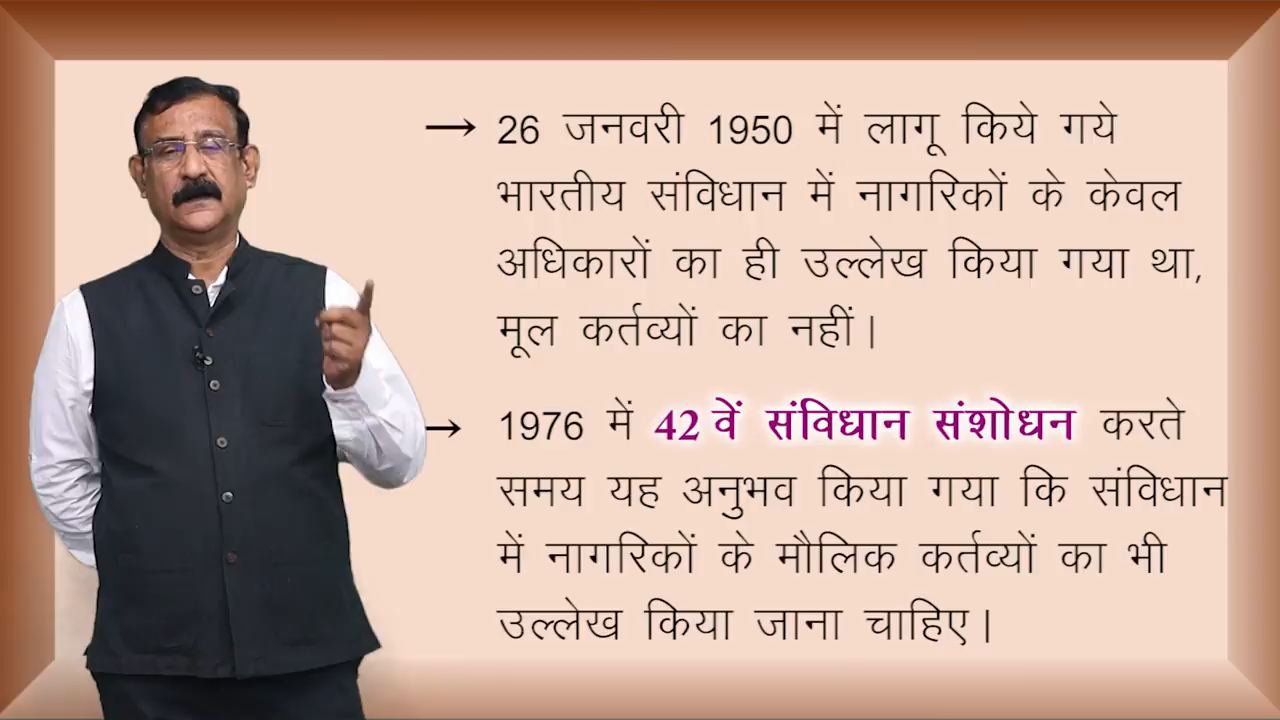 → 26 जनवरी 1950 में लागू किये गये
भारतीय संविधान में नागरिकों के केवल
अधिकारों का ही उल्लेख किया गया था,
मूल कर्तव्यों का नहीं।
→ 1976 में 42 वें संविधान संशोधन करते
समय यह अनुभव किया गया कि संविधान
में नागरिकों के मौलिक कर्तव्यों का भी
उल्लेख किया जाना चाहिए।